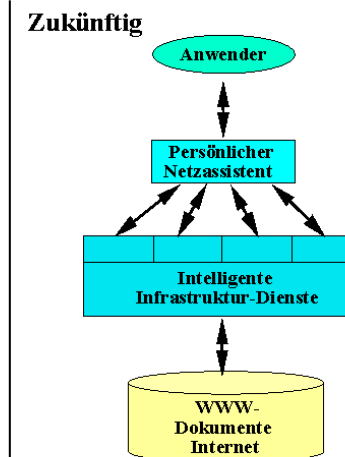 Zukünftig
Anwender
Persönlicher
Netzassistent
Intelligente
Infrastruktur-Dienste
WWW-
Dokumente
Internet